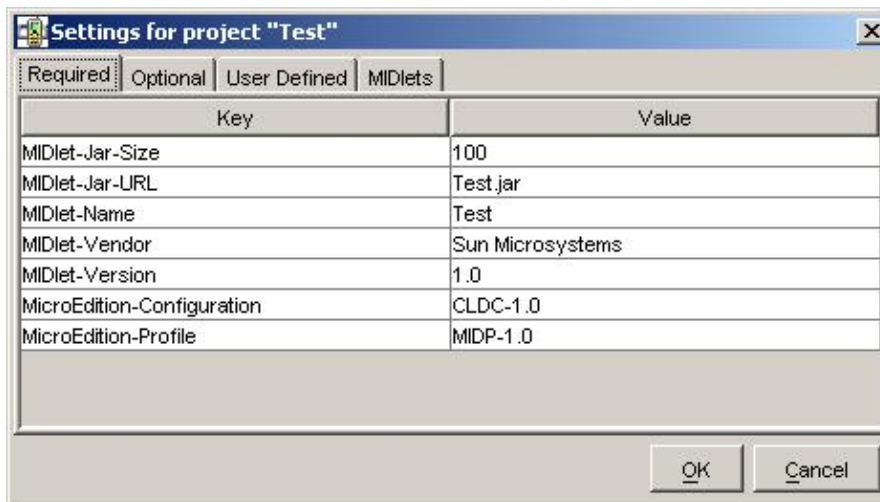 Settings for project "Test"
Required Optional User Defined MIDlets
Key Value
MIDlet-Jar-Size 100
MIDlet-Jar-URL Test.jar
MIDlet-Name Test
MIDlet-Vendor Sun Microsystems
MIDlet-Version 1.0
MicroEdition-Configuration CLDC-1.0
MicroEdition-Profile MIDP-1.0
OK Cancel